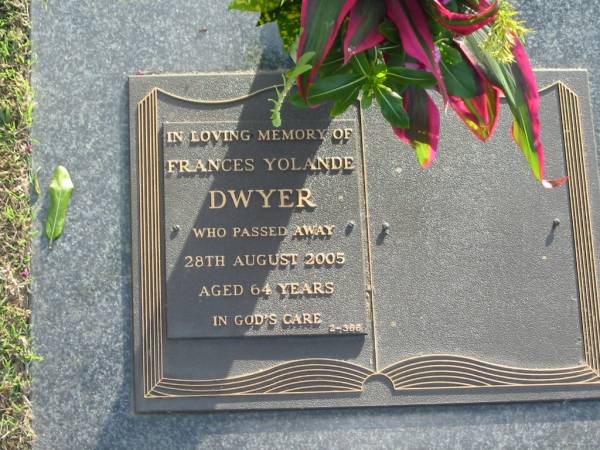 IN LOVING MEMORY OF
FRANCES YOLANDE
DWYER
WHO PASSED AWAY
28TH AUGUST 2005
AGED 64 YEARS
IN GOD'S CARE
2-386